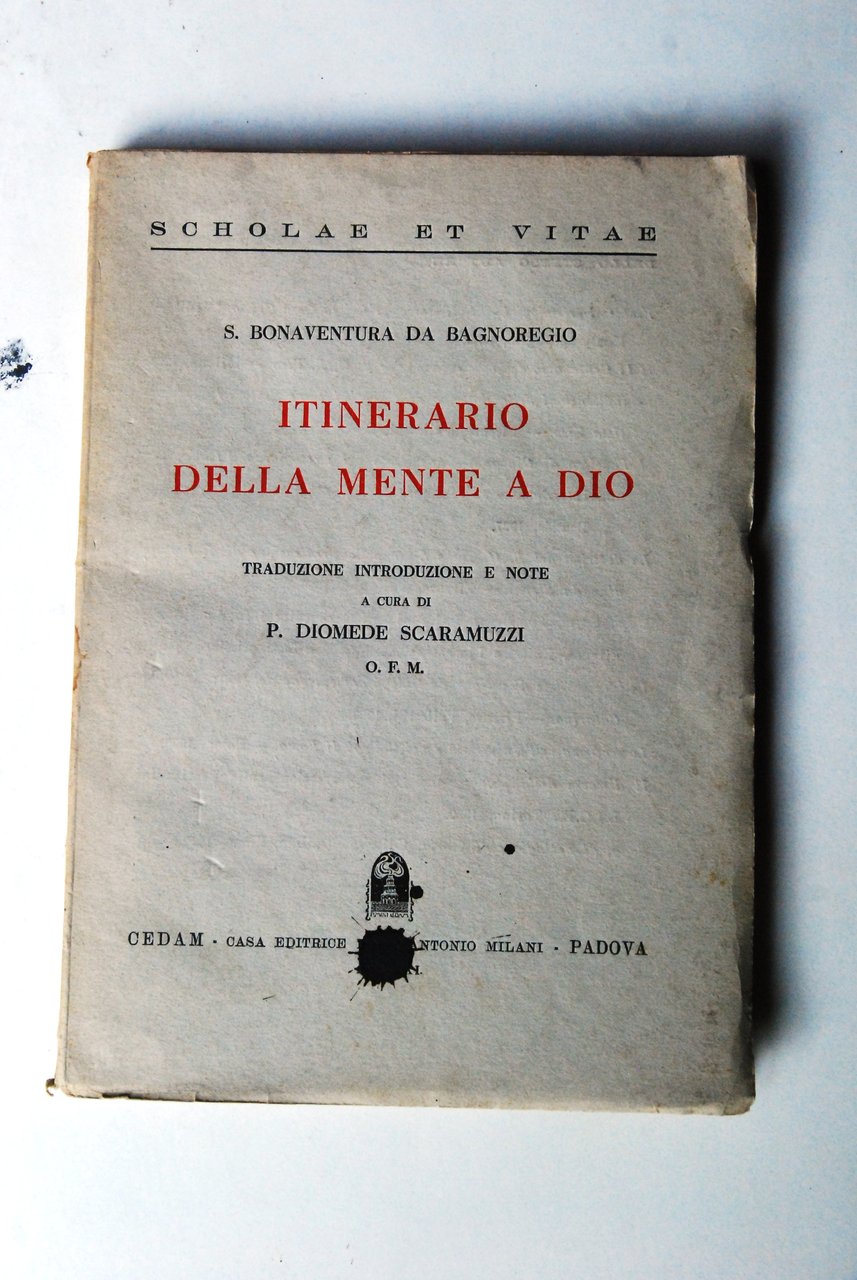 SCHOLAE ET VITAE
S. BONAVENTURA DA BAGNOREGIO
ITINERARIO
DELLA MENTE A DIO
TRADUZIONE INTRODUZIONE E NOTE
A CURA DI
P. DIOMEDE SCARAMUZZI
O. F. M.
CEDAM - CASA EDITRICE NTONIO MILANI - PADOVA